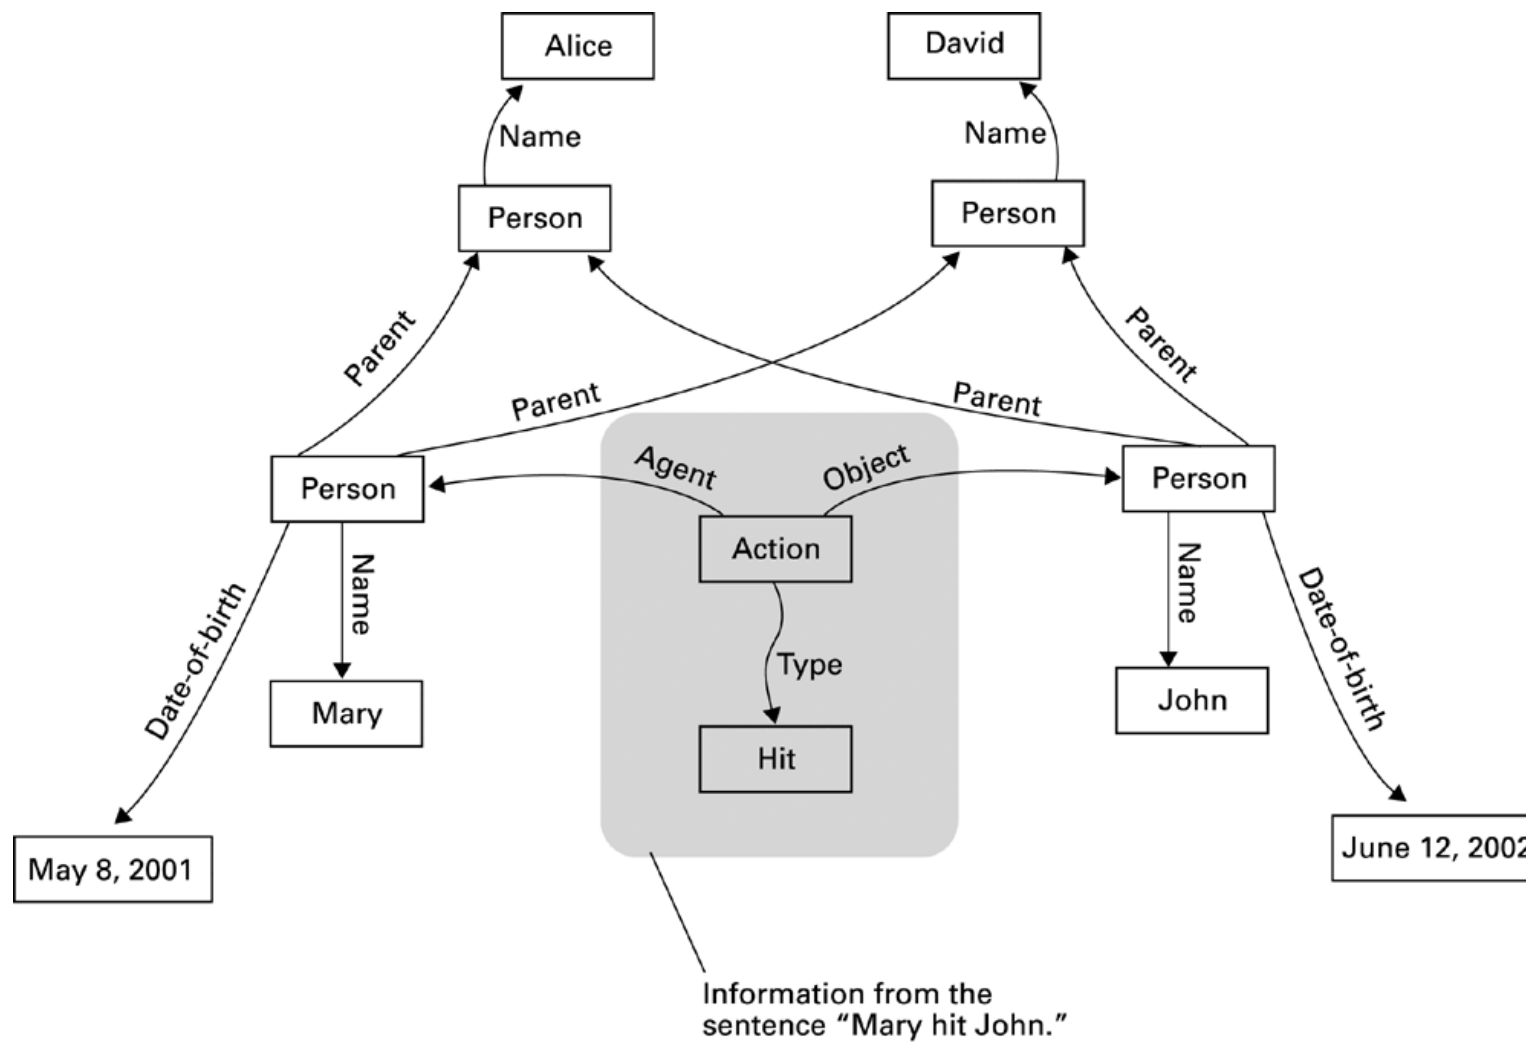 Alice
David
Name
Name
Person
Person
Parent
Parent
Parent
Parent
Agent
Object
Person
Person
Action
Name
Name
Date-of-birth
Date-of-birth
Type
Mary
John
Hit
May 8, 2001
June 12, 2002
Information from the
sentence “Mary hit John.”